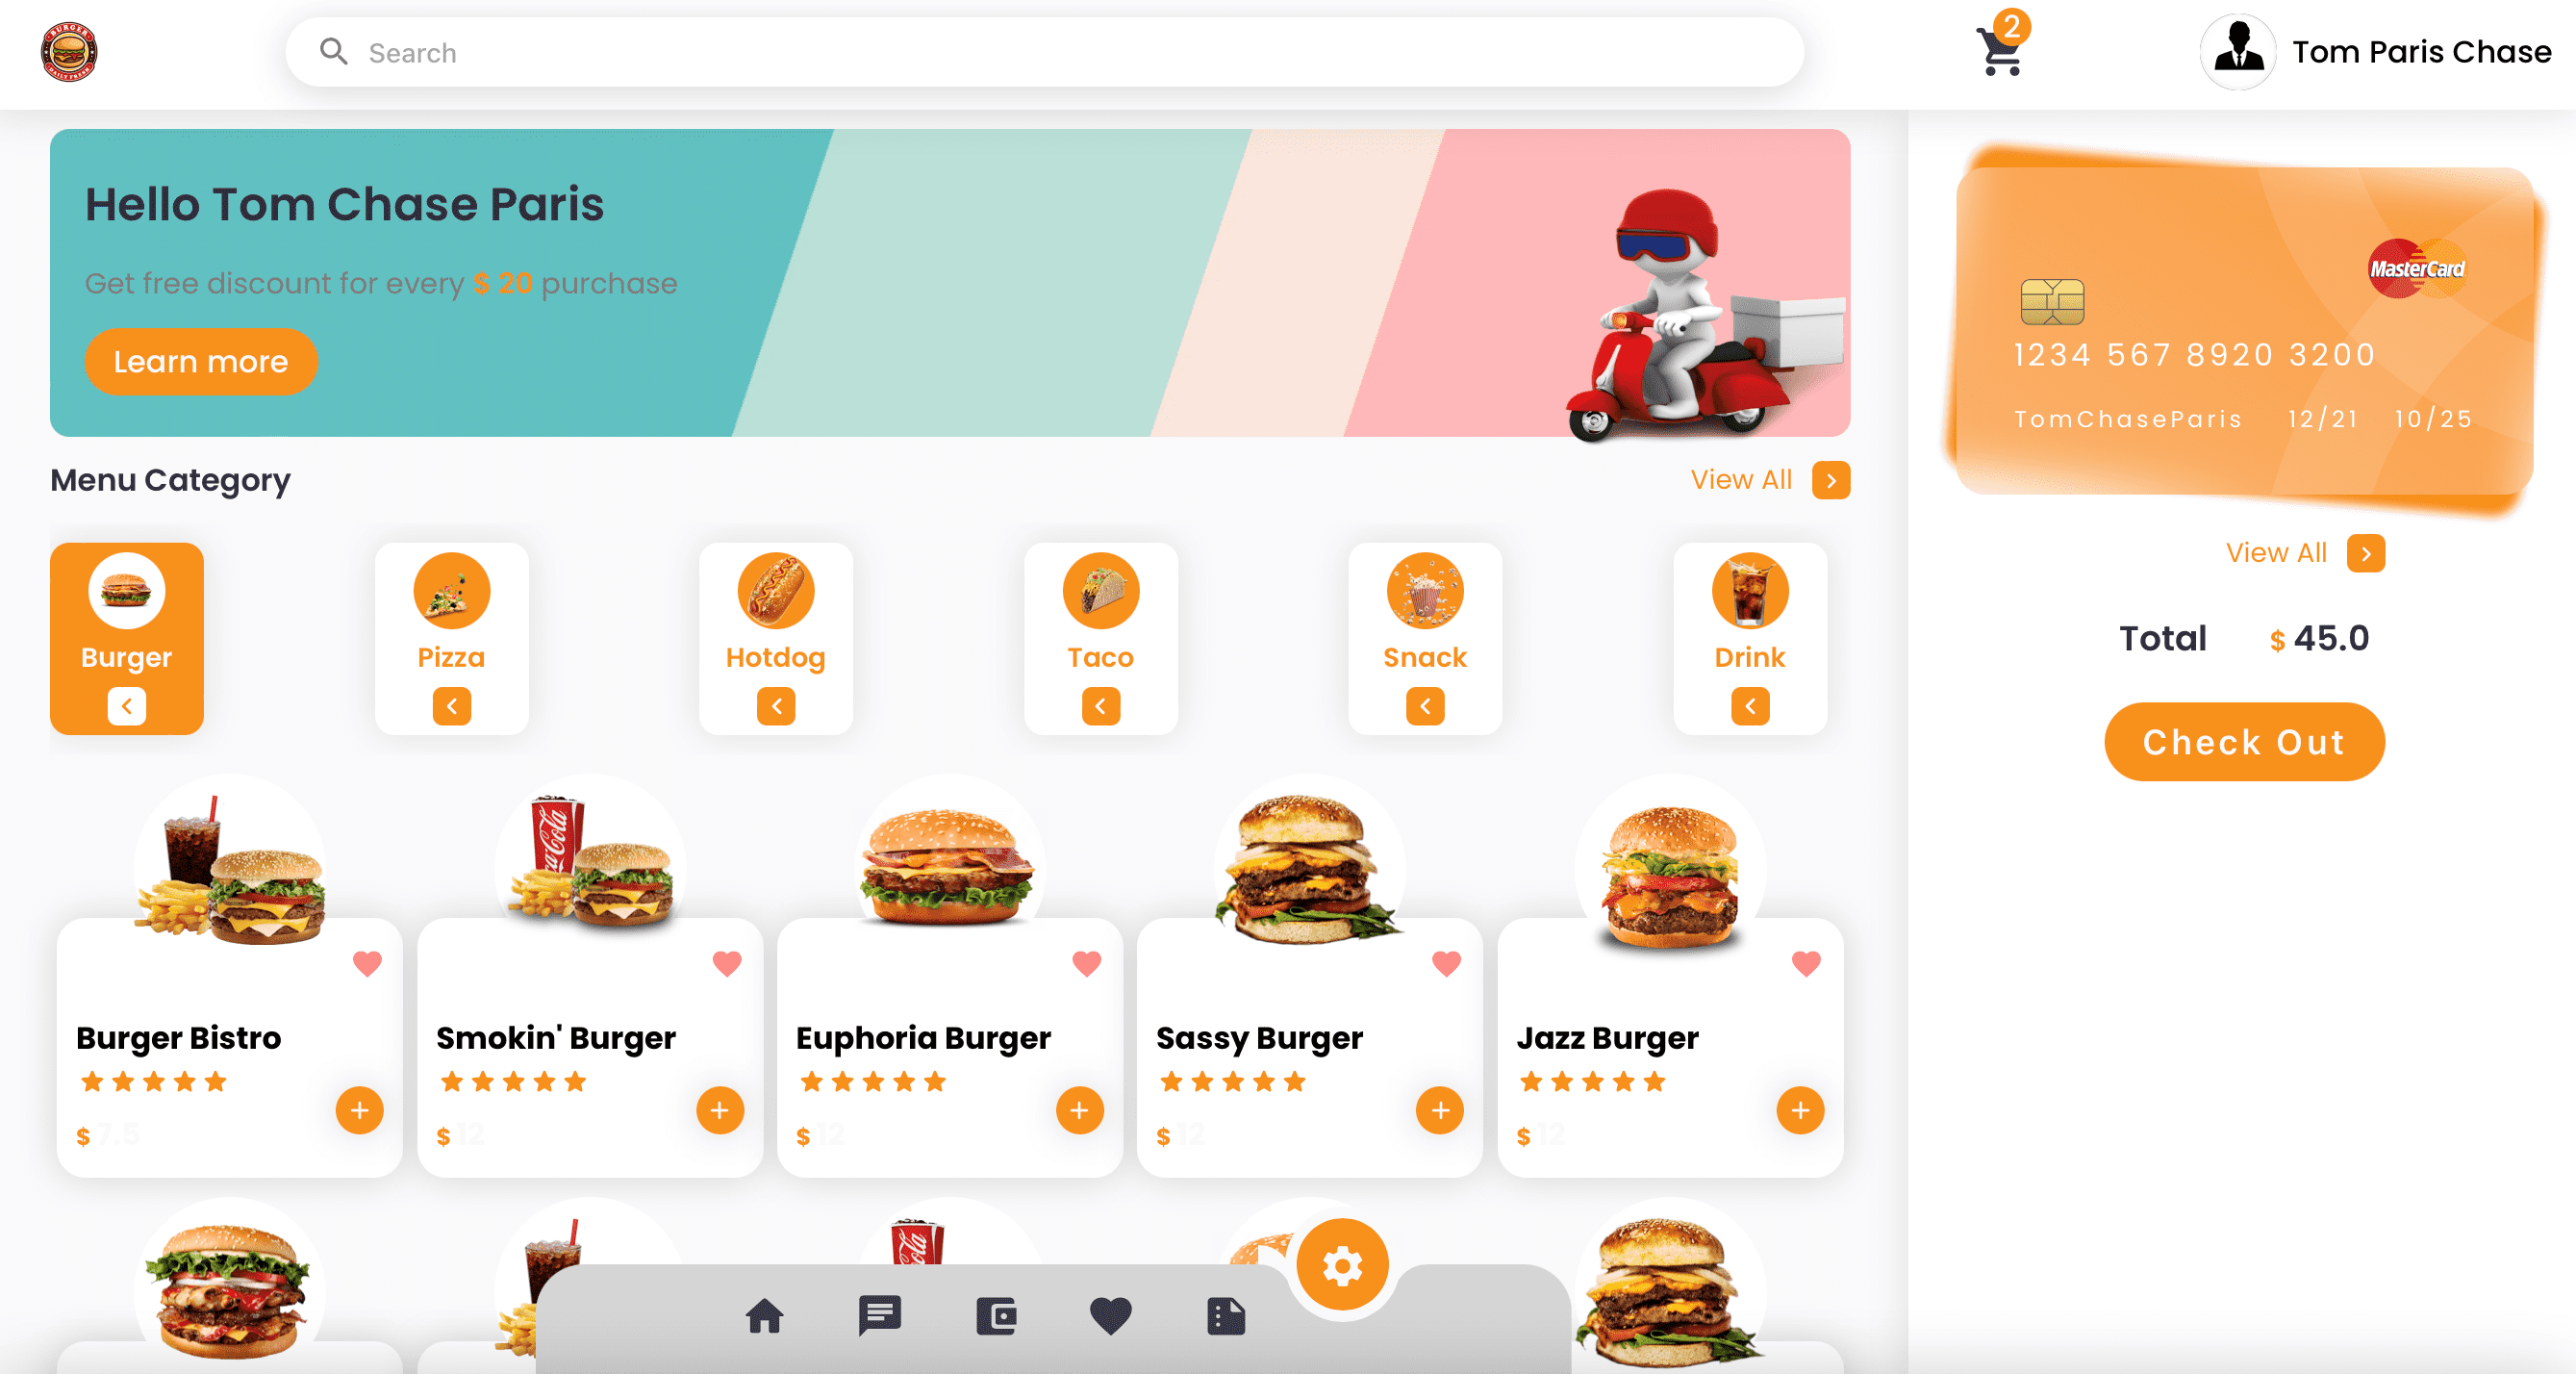 BURGER
DAILY FRESH
Search
2
Tom Paris Chase
Hello Tom Chase Paris
Get free discount for every $ 20 purchase
Learn more
MasterCard
1234 567 8920 3200
TomChaseParis 12/21 10/25
Menu Category
View All
View All
Total $ 45.0
Check Out
Burger
Pizza
Hotdog
Taco
Snack
Drink
Burger Bistro
$ 7.5
Smokin' Burger
$ 12
Euphoria Burger
$ 12
Sassy Burger
$ 12
Jazz Burger
$ 12